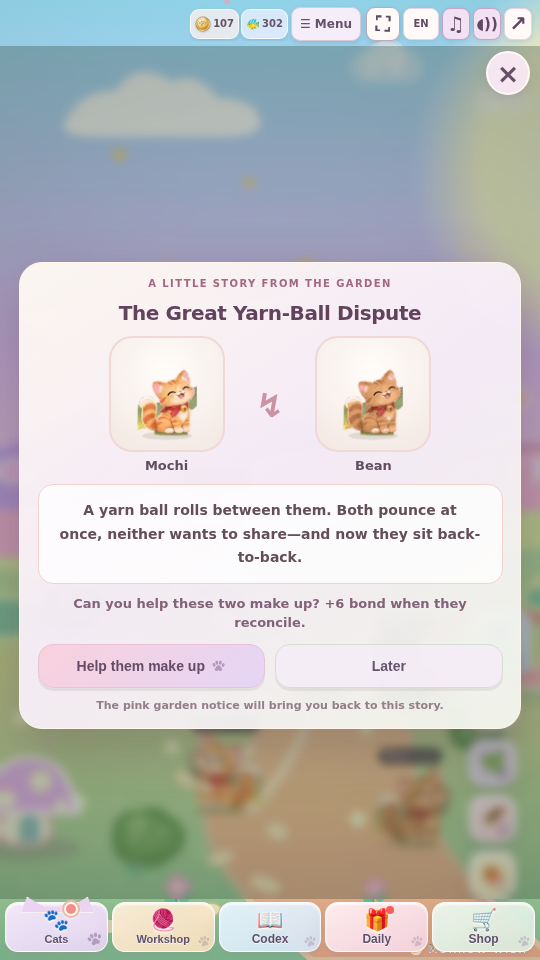 107
302
☰ Menu
EN
A LITTLE STORY FROM THE GARDEN
The Great Yarn-Ball Dispute
Mochi
Bean
A yarn ball rolls between them. Both pounce at
once, neither wants to share—and now they sit back-
to-back.
Can you help these two make up? +6 bond when they
reconcile.
Help them make up
Later
The pink garden notice will bring you back to this story.
Cats
Workshop
Codex
Daily
Shop